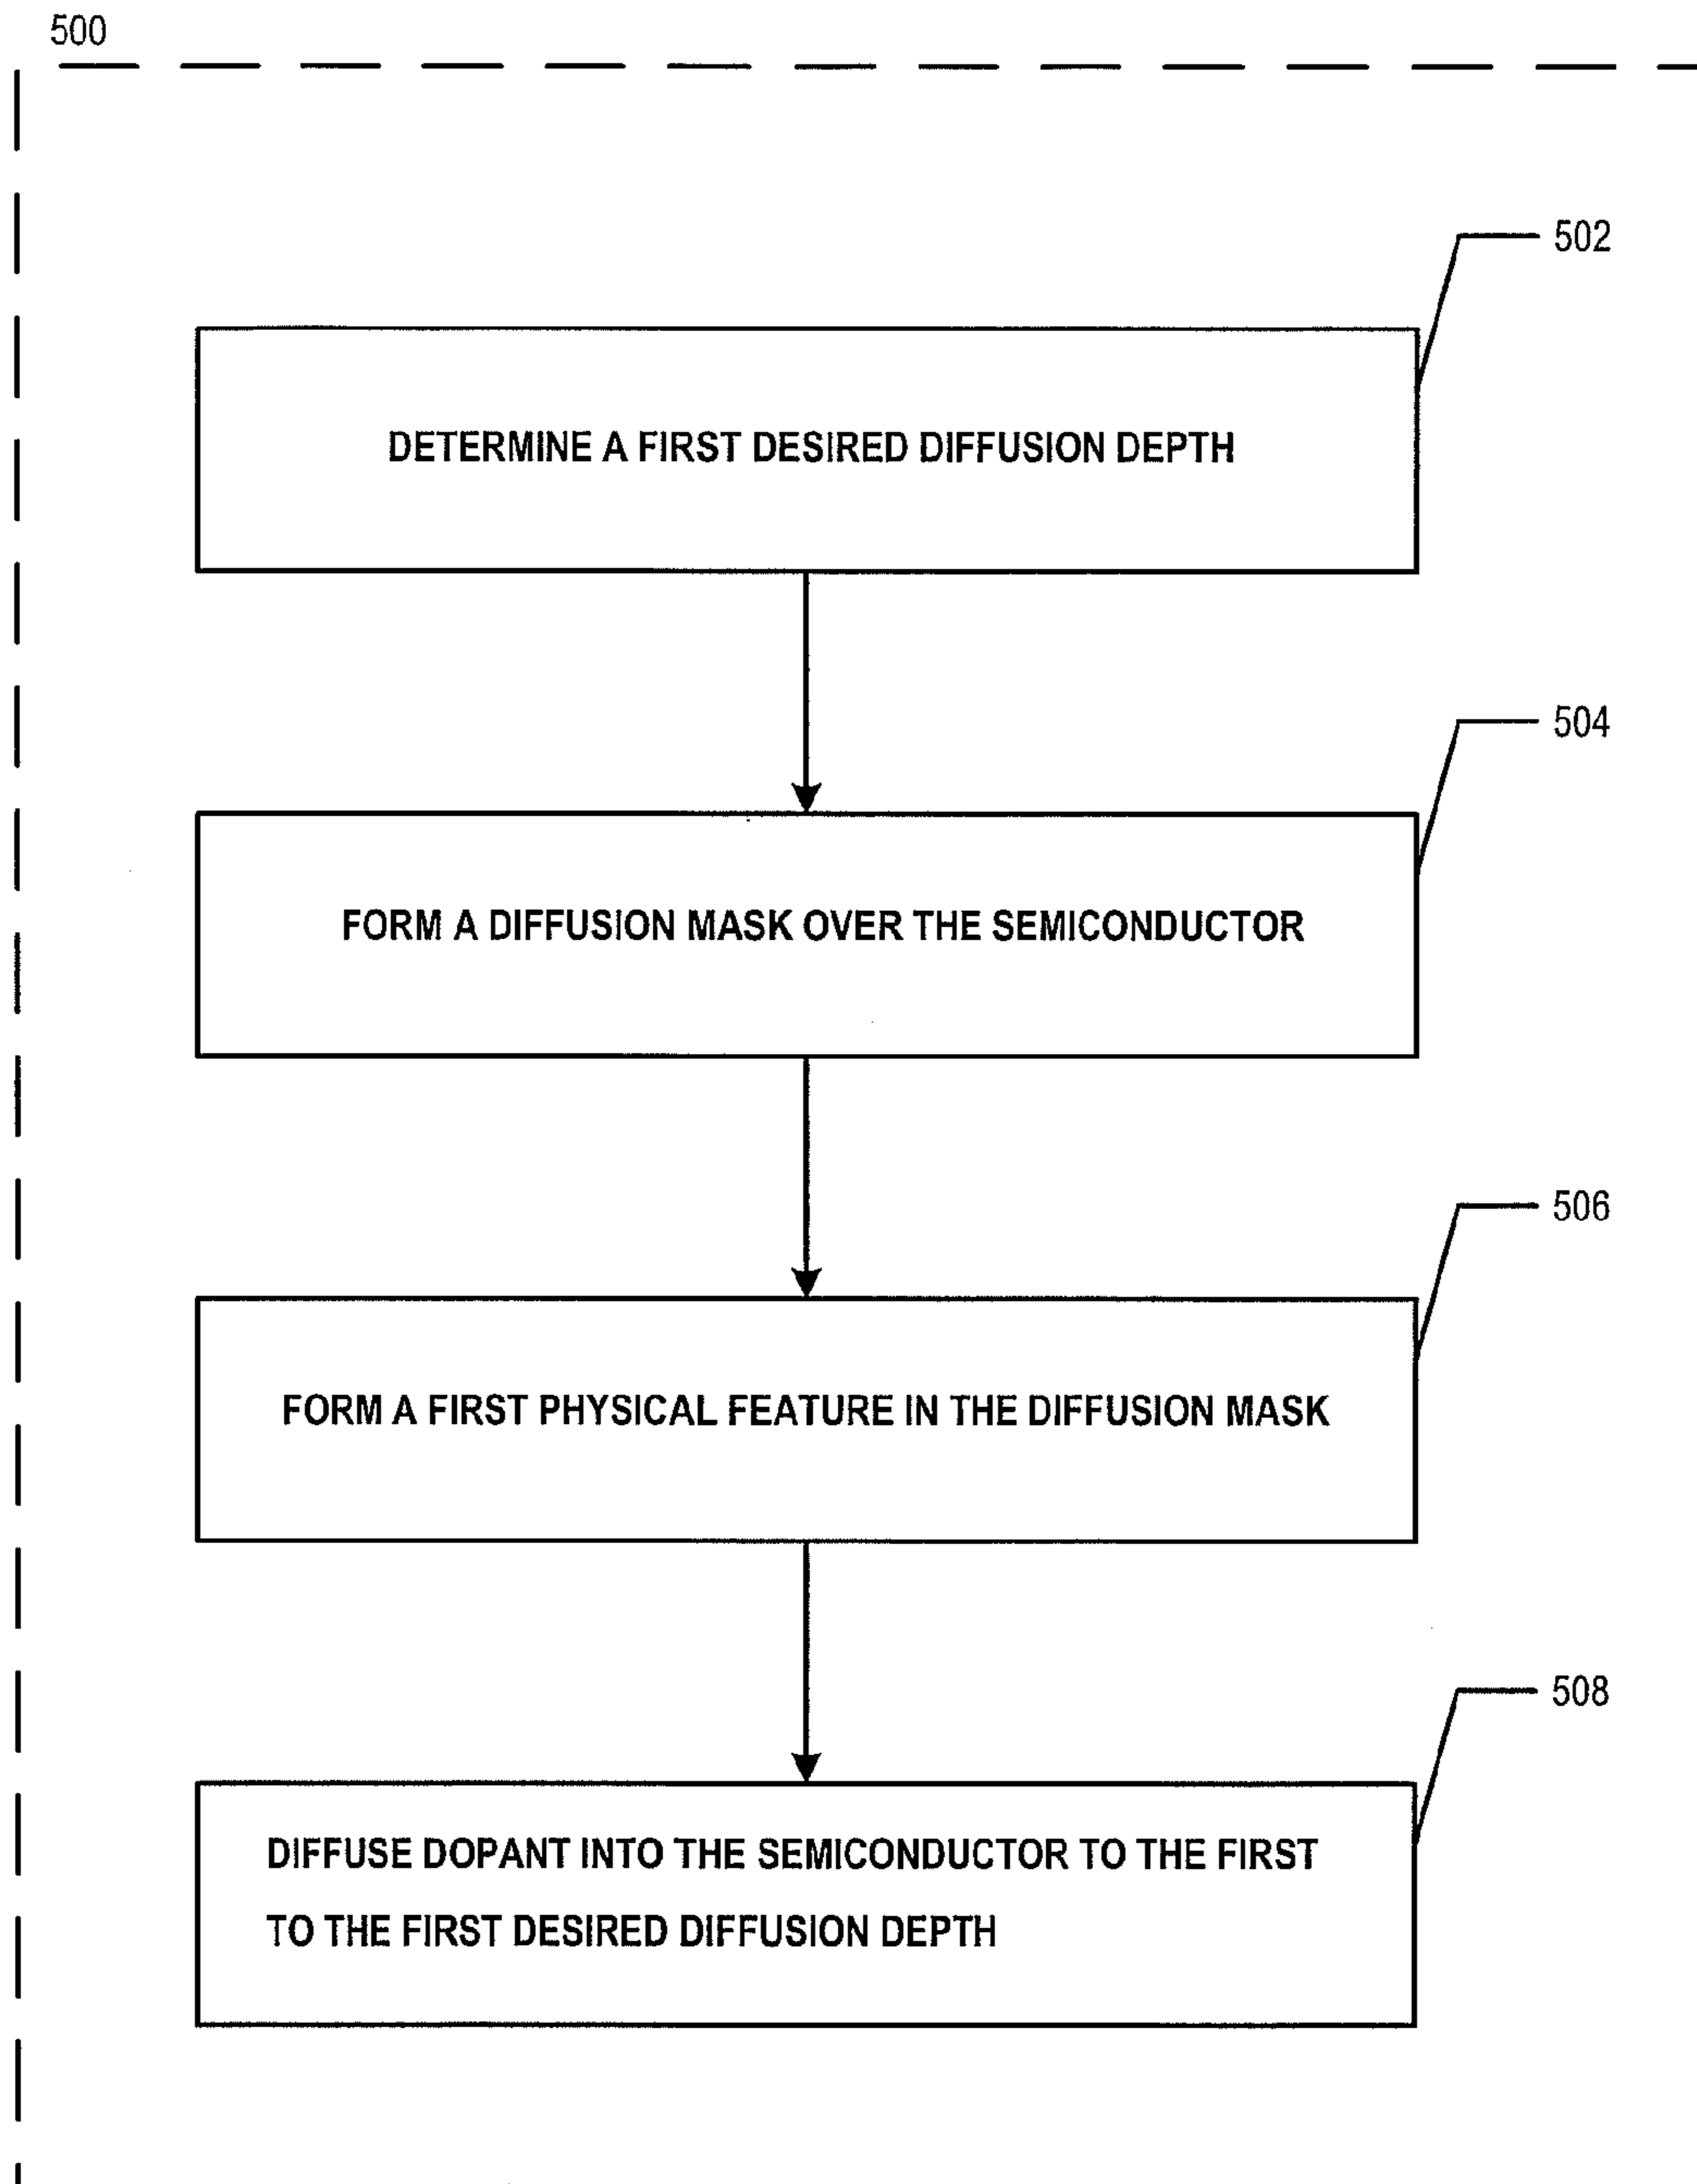 500
502
DETERMINE A FIRST DESIRED DIFFUSION DEPTH
504
FORM A DIFFUSION MASK OVER THE SEMICONDUCTOR
506
FORM A FIRST PHYSICAL FEATURE IN THE DIFFUSION MASK
508
DIFFUSE DOPANT INTO THE SEMICONDUCTOR TO THE FIRST
TO THE FIRST DESIRED DIFFUSION DEPTH